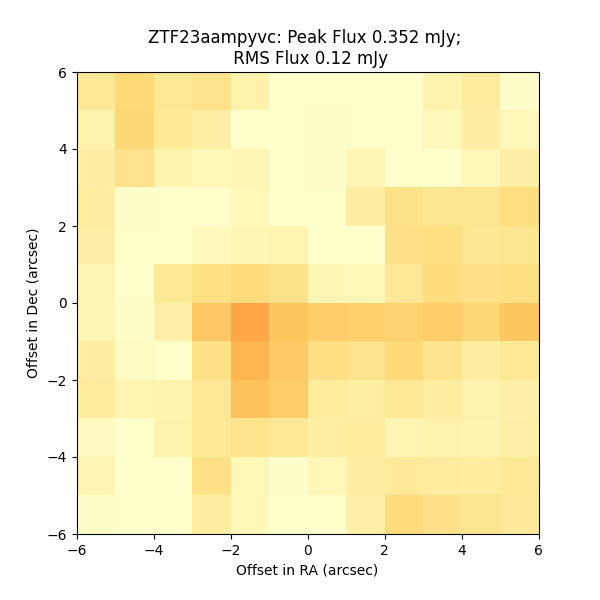 ZTF23aampyvc: Peak Flux 0.352 mJy;
RMS Flux 0.12 mJy
6
4
2
0
−2
−4
−6
Offset in Dec (arcsec)
−6 −4 −2 0 2 4 6
Offset in RA (arcsec)